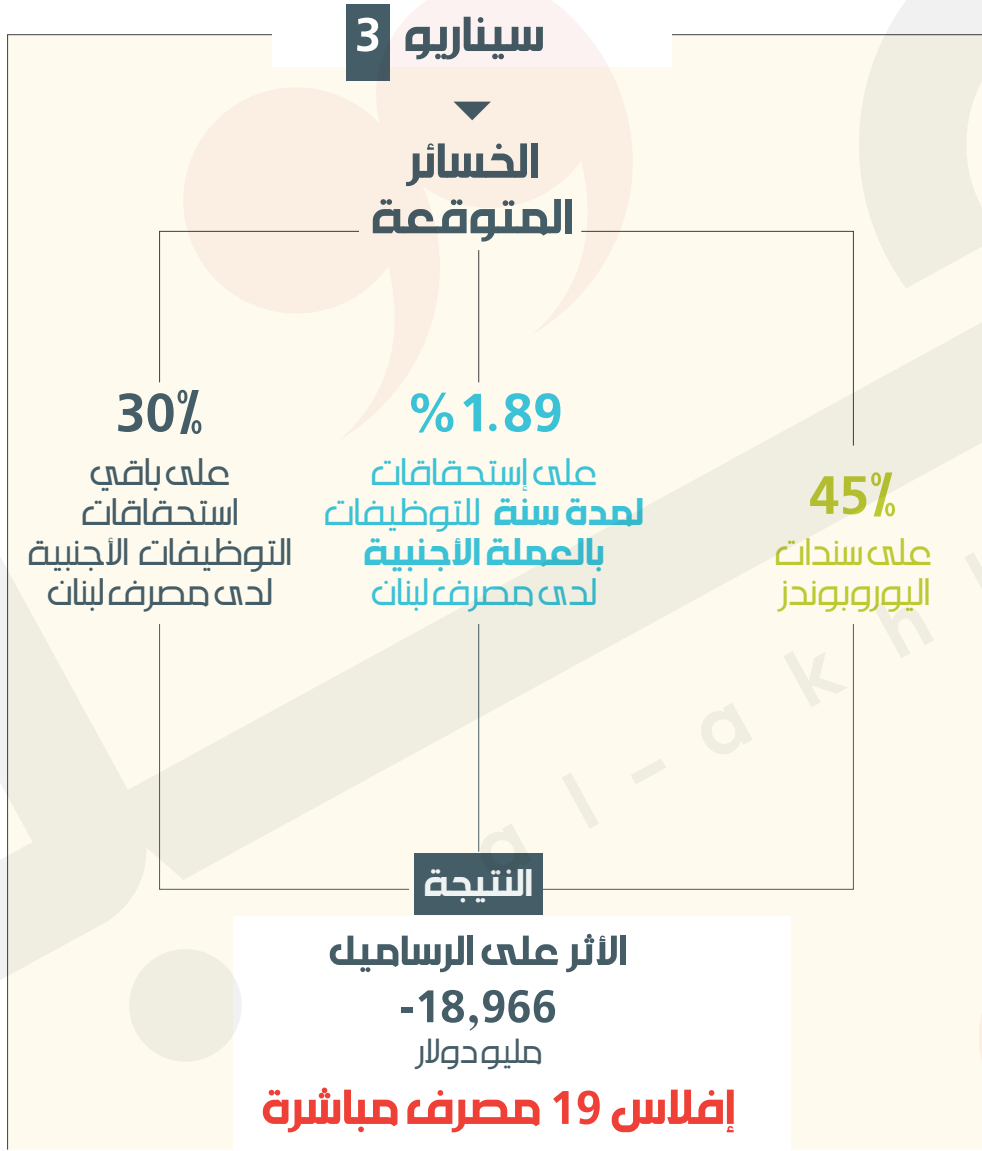 سيناريو 3
الخسائر
المتوقعة
45%
على سندات
اليوروبوندز
% 1.89
على إستحقاقات
لمدة سنة للتوظيفات
بالعملة الأجنبية
لدى مصرف لبنان
30%
على باقي
استحقاقات
التوظيفات الأجنبية
لدى مصرف لبنان
النتيجة
الأثر على الرساميل
-18,966
مليو دولار
إفلاس 19 مصرف مباشرة
al-akh